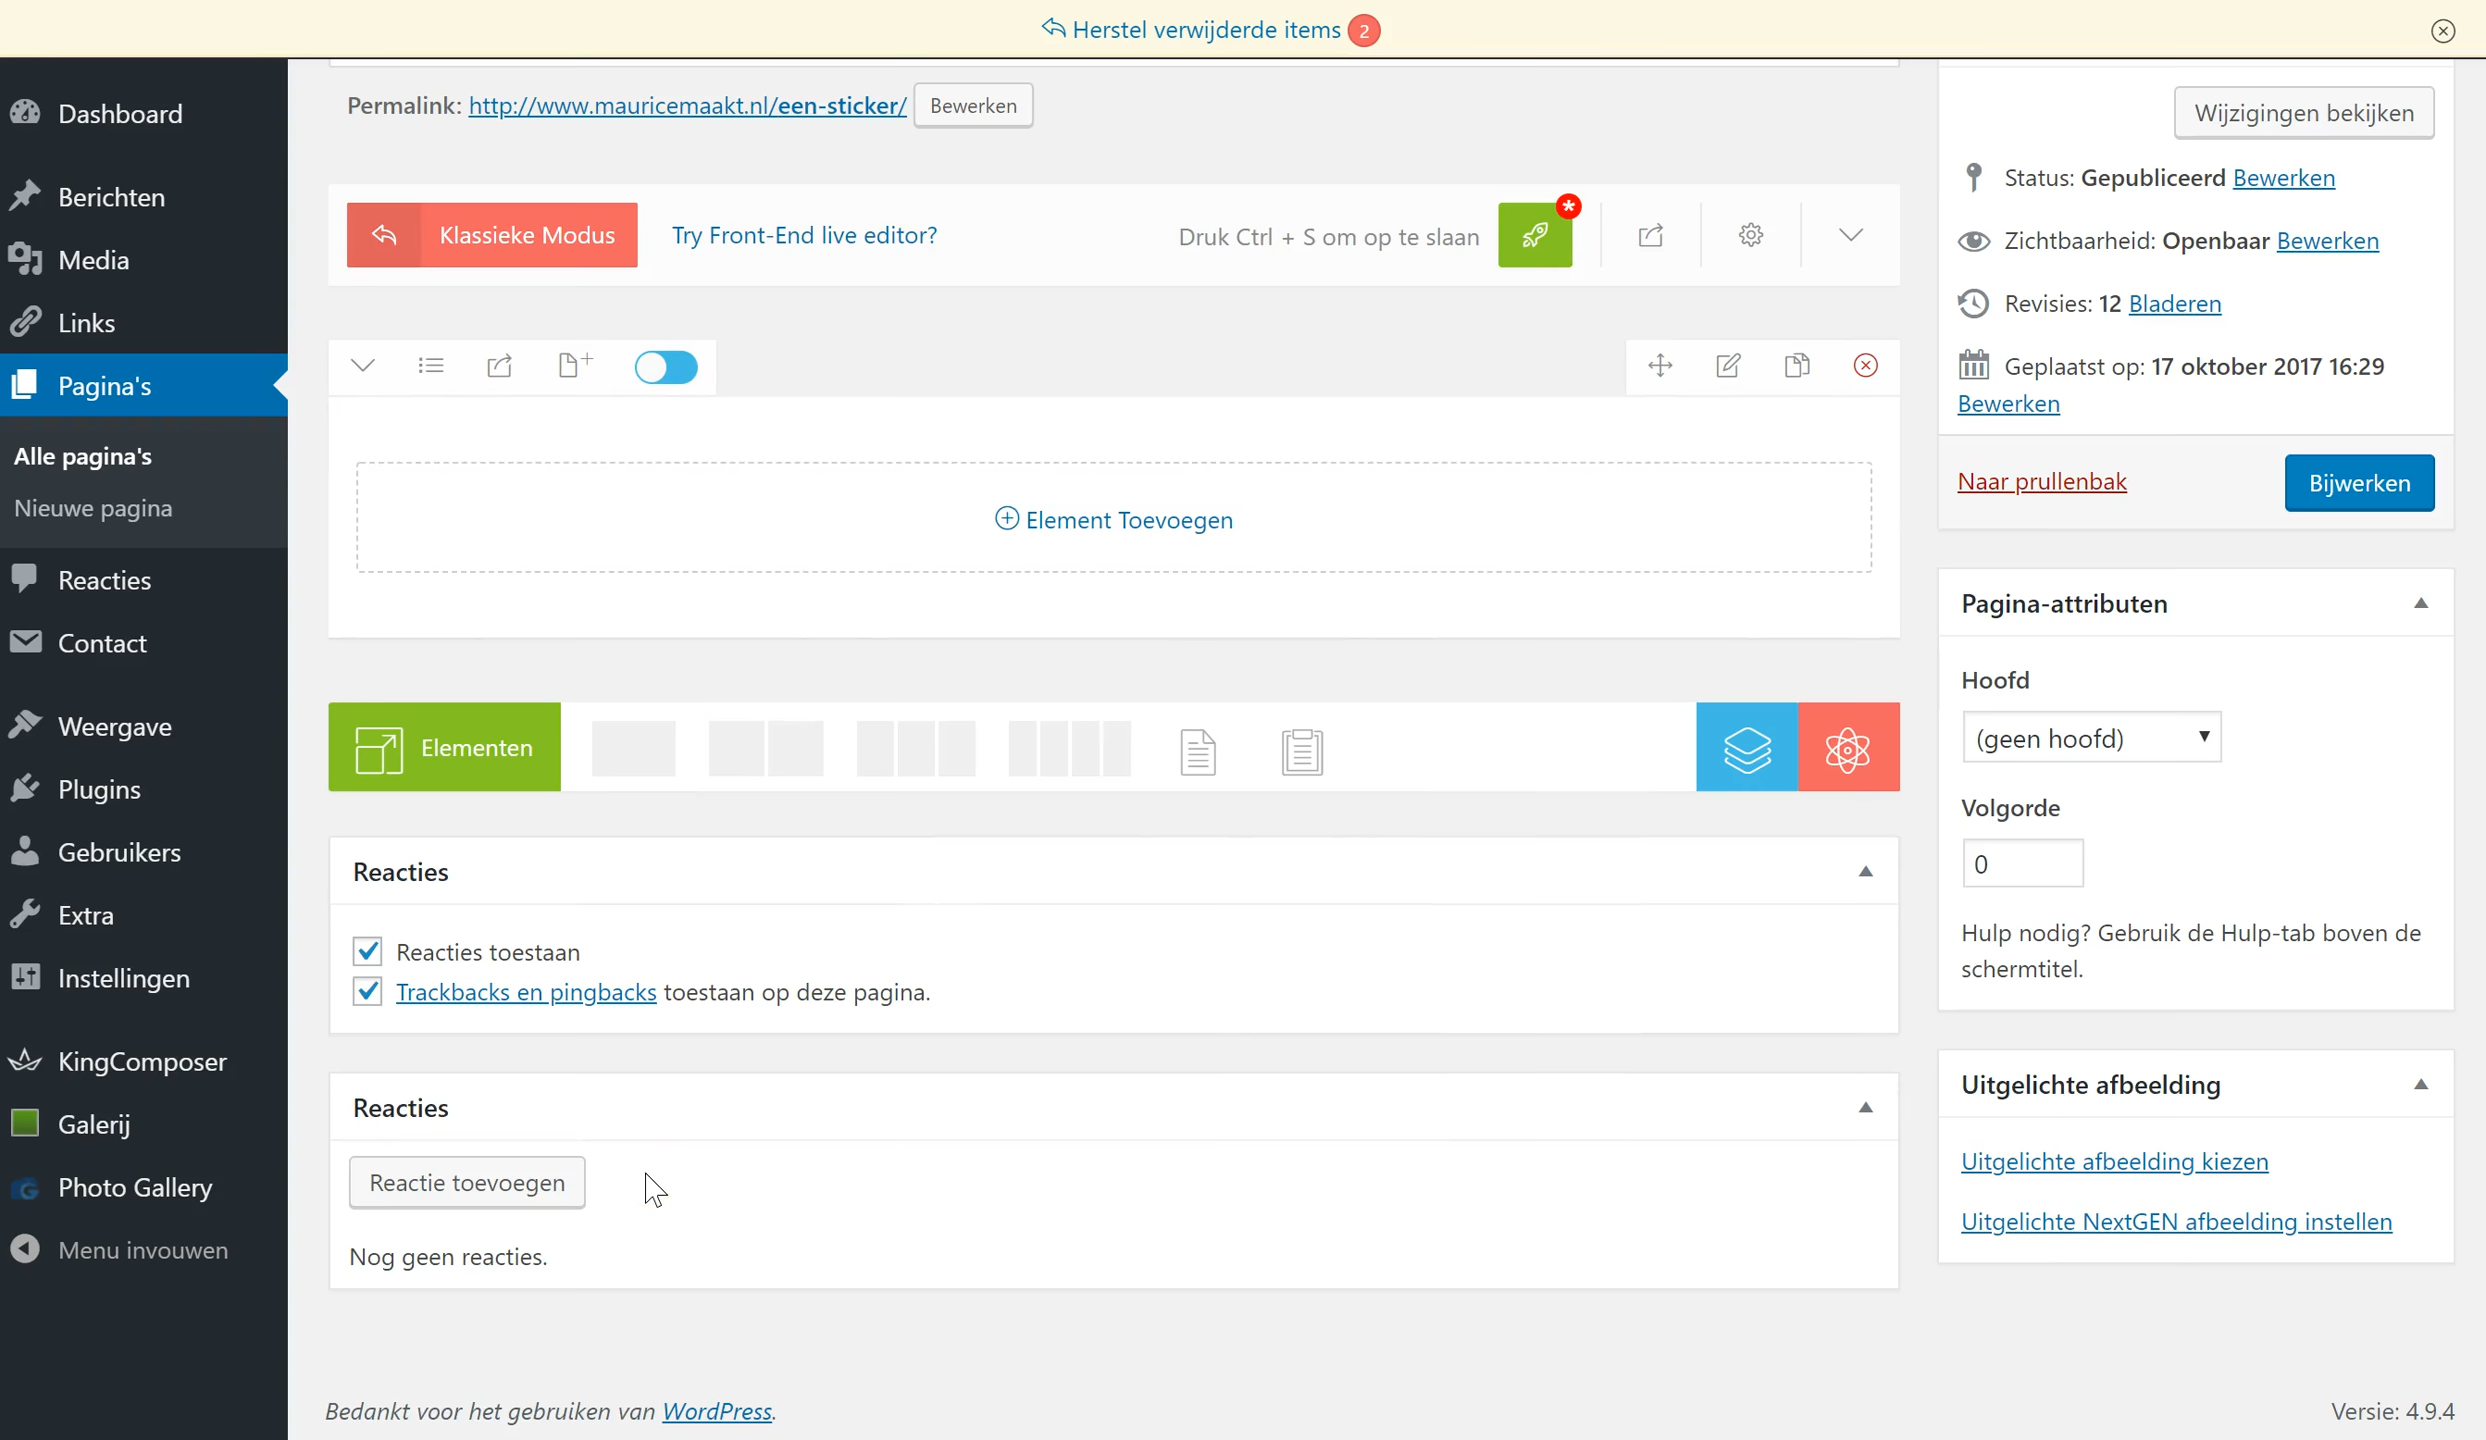 Herstel verwijderde items 2
Dashboard
Berichten
Media
Links
Pagina's
Alle pagina's
Nieuwe pagina
Reacties
Contact
Weergave
Plugins
Gebruikers
Extra
Instellingen
KingComposer
Galerij
Photo Gallery
Menu invouwen
Permalink: http://www.mauricemaakt.nl/een-sticker/ Bewerken
Klassieke Modus Try Front-End live editor? Druk Ctrl + S om op te slaan *
Element Toevoegen
Elementen
Reacties
Reacties toestaan
Trackbacks en pingbacks toestaan op deze pagina.
Reacties
Reactie toevoegen
Nog geen reacties.
Bedankt voor het gebruiken van WordPress.
Wijzigingen bekijken
Status: Gepubliceerd Bewerken
Zichtbaarheid: Openbaar Bewerken
Revisies: 12 Bladeren
Geplaatst op: 17 oktober 2017 16:29
Bewerken
Naar prullenbak Bijwerken
Pagina-attributen
Hoofd
(geen hoofd)
Volgorde
0
Hulp nodig? Gebruik de Hulp-tab boven de
schermtitel.
Uitgelichte afbeelding
Uitgelichte afbeelding kiezen
Uitgelichte NextGEN afbeelding instellen
Versie: 4.9.4